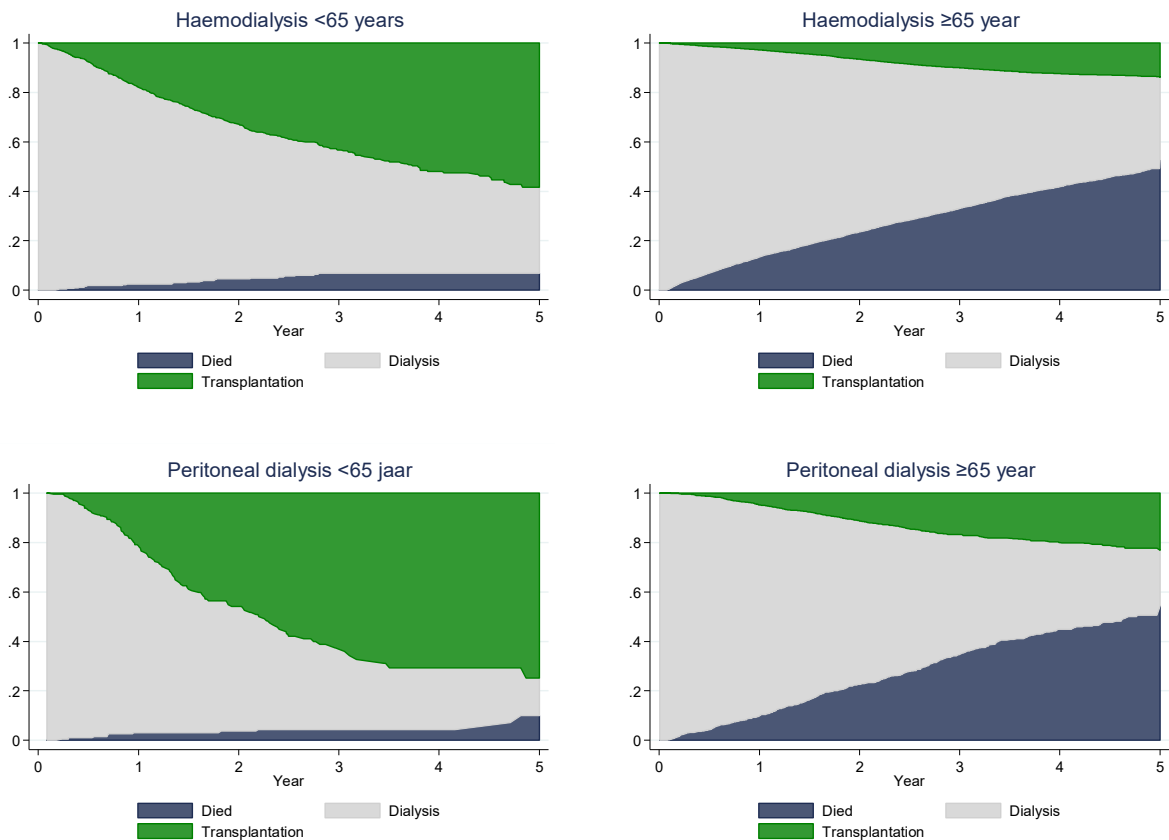 Haemodialysis <65 years
1
.8
.6
.4
.2
0
0 1 2 3 4 5
Year
Died Dialysis
Transplantation
Haemodialysis ≥65 year
1
.8
.6
.4
.2
0
0 1 2 3 4 5
Year
Died Dialysis
Transplantation
Peritoneal dialysis <65 jaar
1
.8
.6
.4
.2
0
0 1 2 3 4 5
Year
Died Dialysis
Transplantation
Peritoneal dialysis ≥65 year
1
.8
.6
.4
.2
0
0 1 2 3 4 5
Year
Died Dialysis
Transplantation